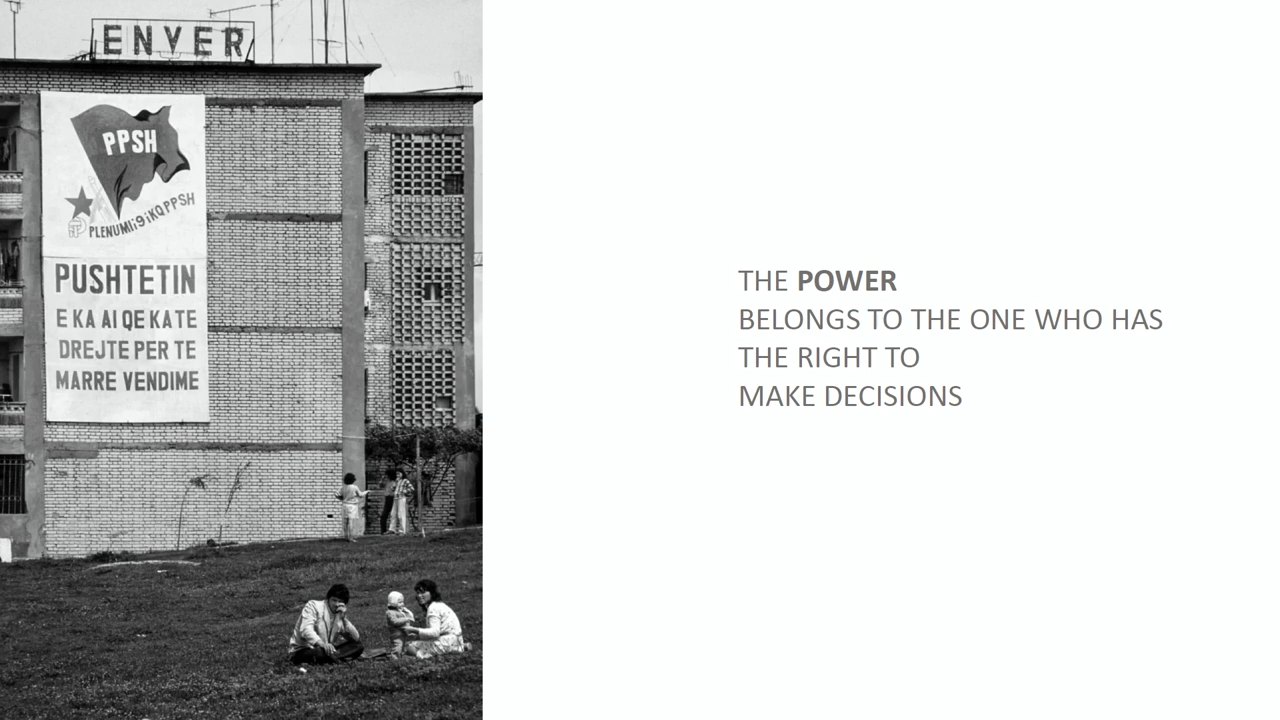 ENVER
PPSH
PLENUMI i 9 i KQ PPSH
PUSHTETIN
E KA AI QE KA TE
DREJTE PER TE
MARRE VENDIME
THE POWER
BELONGS TO THE ONE WHO HAS
THE RIGHT TO
MAKE DECISIONS